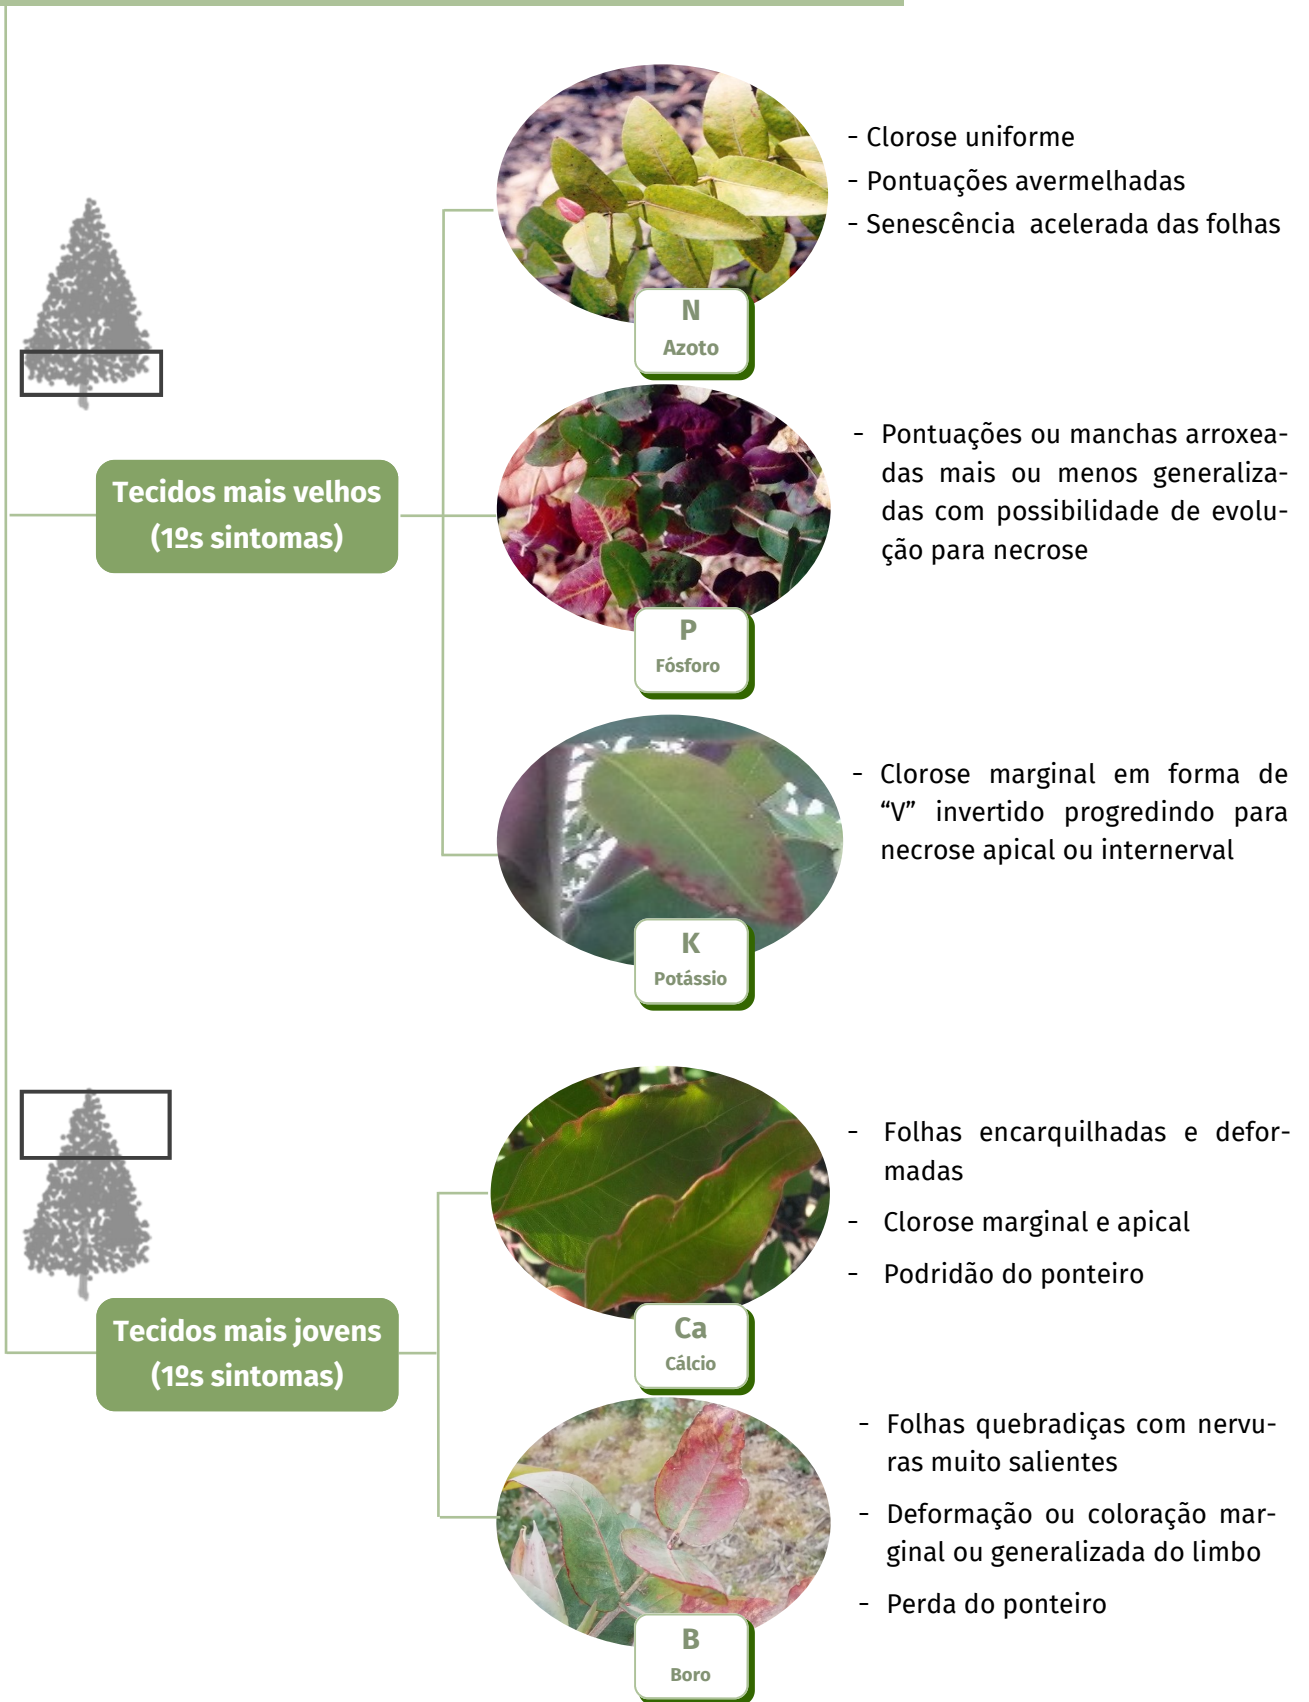 - Clorose uniforme
- Pontuações avermelhadas
- Senescência acelerada das folhas
N
Azoto
Tecidos mais velhos
(1ºs sintomas)
- Pontuações ou manchas arroxea-
das mais ou menos generaliza-
das com possibilidade de evolu-
ção para necrose
P
Fósforo
- Clorose marginal em forma de
“V” invertido progredindo para
necrose apical ou internerval
K
Potássio
Tecidos mais jovens
(1ºs sintomas)
- Folhas encarquilhadas e defor-
madas
- Clorose marginal e apical
- Podridão do ponteiro
Ca
Cálcio
- Folhas quebradiças com nervu-
ras muito salientes
- Deformação ou coloração mar-
ginal ou generalizada do limbo
- Perda do ponteiro
B
Boro